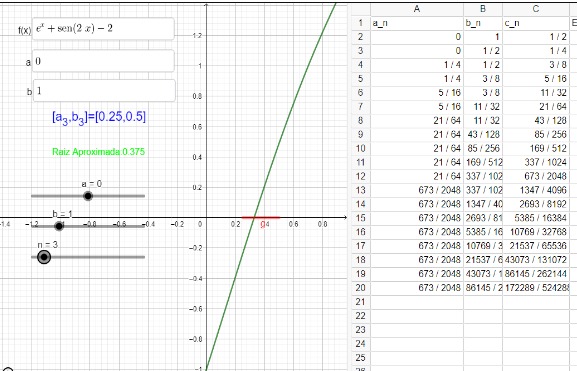 f(x) e^x + sen(2 x) − 2
a 0
b 1
[a₃,b₃]=[0.25,0.5]
Raiz Aproximada 0.375
a = 0
b = 1
n = 3
1.2
1
0.8
0.6
0.4
0.2
-1.4 -1.2 -1 -0.8 -0.6 -0.4 -0.2 0 0.2 0.4 0.6 0.8
-0.2
-0.4
-0.6
-0.8
-1
A B C
1 a_n b_n c_n E
2 0 1 1 / 2
3 0 1 / 2 1 / 4
4 1 / 4 1 / 2 3 / 8
5 1 / 4 3 / 8 5 / 16
6 5 / 16 3 / 8 11 / 32
7 5 / 16 11 / 32 21 / 64
8 21 / 64 11 / 32 43 / 128
9 21 / 64 43 / 128 85 / 256
10 21 / 64 85 / 256 169 / 512
11 21 / 64 169 / 512 337 / 1024
12 21 / 64 337 / 102 673 / 2048
13 673 / 2048 337 / 102 1347 / 4096
14 673 / 2048 1347 / 40 2693 / 8192
15 673 / 2048 2693 / 81 5385 / 16384
16 673 / 2048 5385 / 16 10769 / 32768
17 673 / 2048 10769 / 3 21537 / 65536
18 673 / 2048 21537 / 6 43073 / 131072
19 673 / 2048 43073 / 1 86145 / 262144
20 673 / 2048 86145 / 2 172289 / 524288
21
22
23
24
25